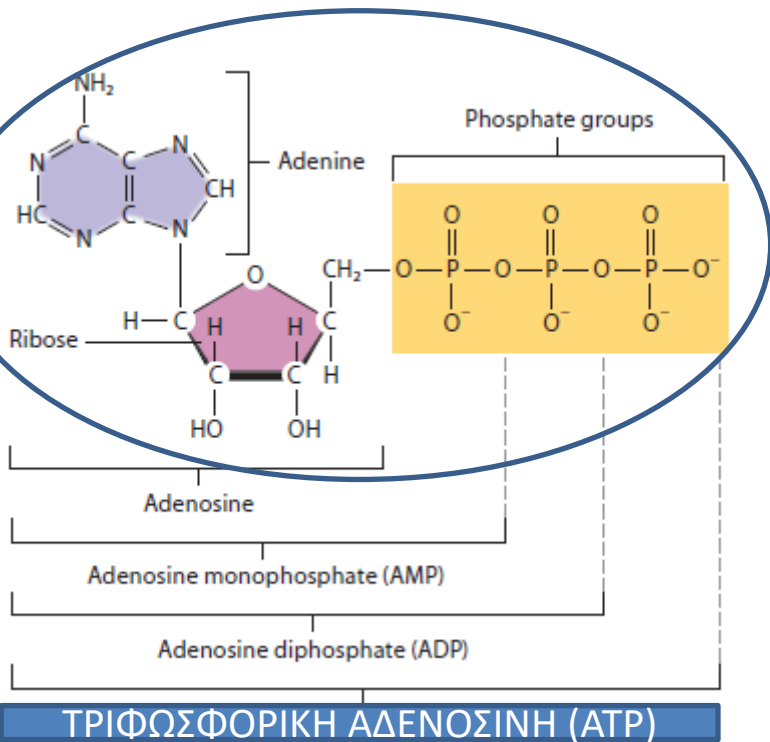 NH₂
C
N
C
N
Adenine
CH
HC
N
C
N
Phosphate groups
O O O
CH₂—O—P—O—P—O—P—O⁻
O⁻ O⁻ O⁻
O
H—C
H
H
C
Ribose
C
C
H
HO
OH
Adenosine
Adenosine monophosphate (AMP)
Adenosine diphosphate (ADP)
ΤΡΙΦΩΣΦΟΡΙΚΗ ΑΔΕΝΟΣΙΝΗ (ATP)